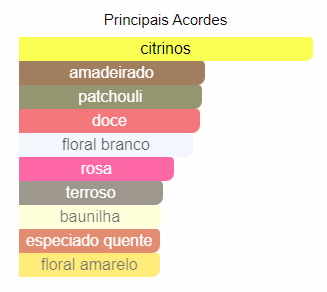 Principais Acordes
citrinos
amadeirado
patchouli
doce
floral branco
rosa
terroso
baunilha
especiado quente
floral amarelo